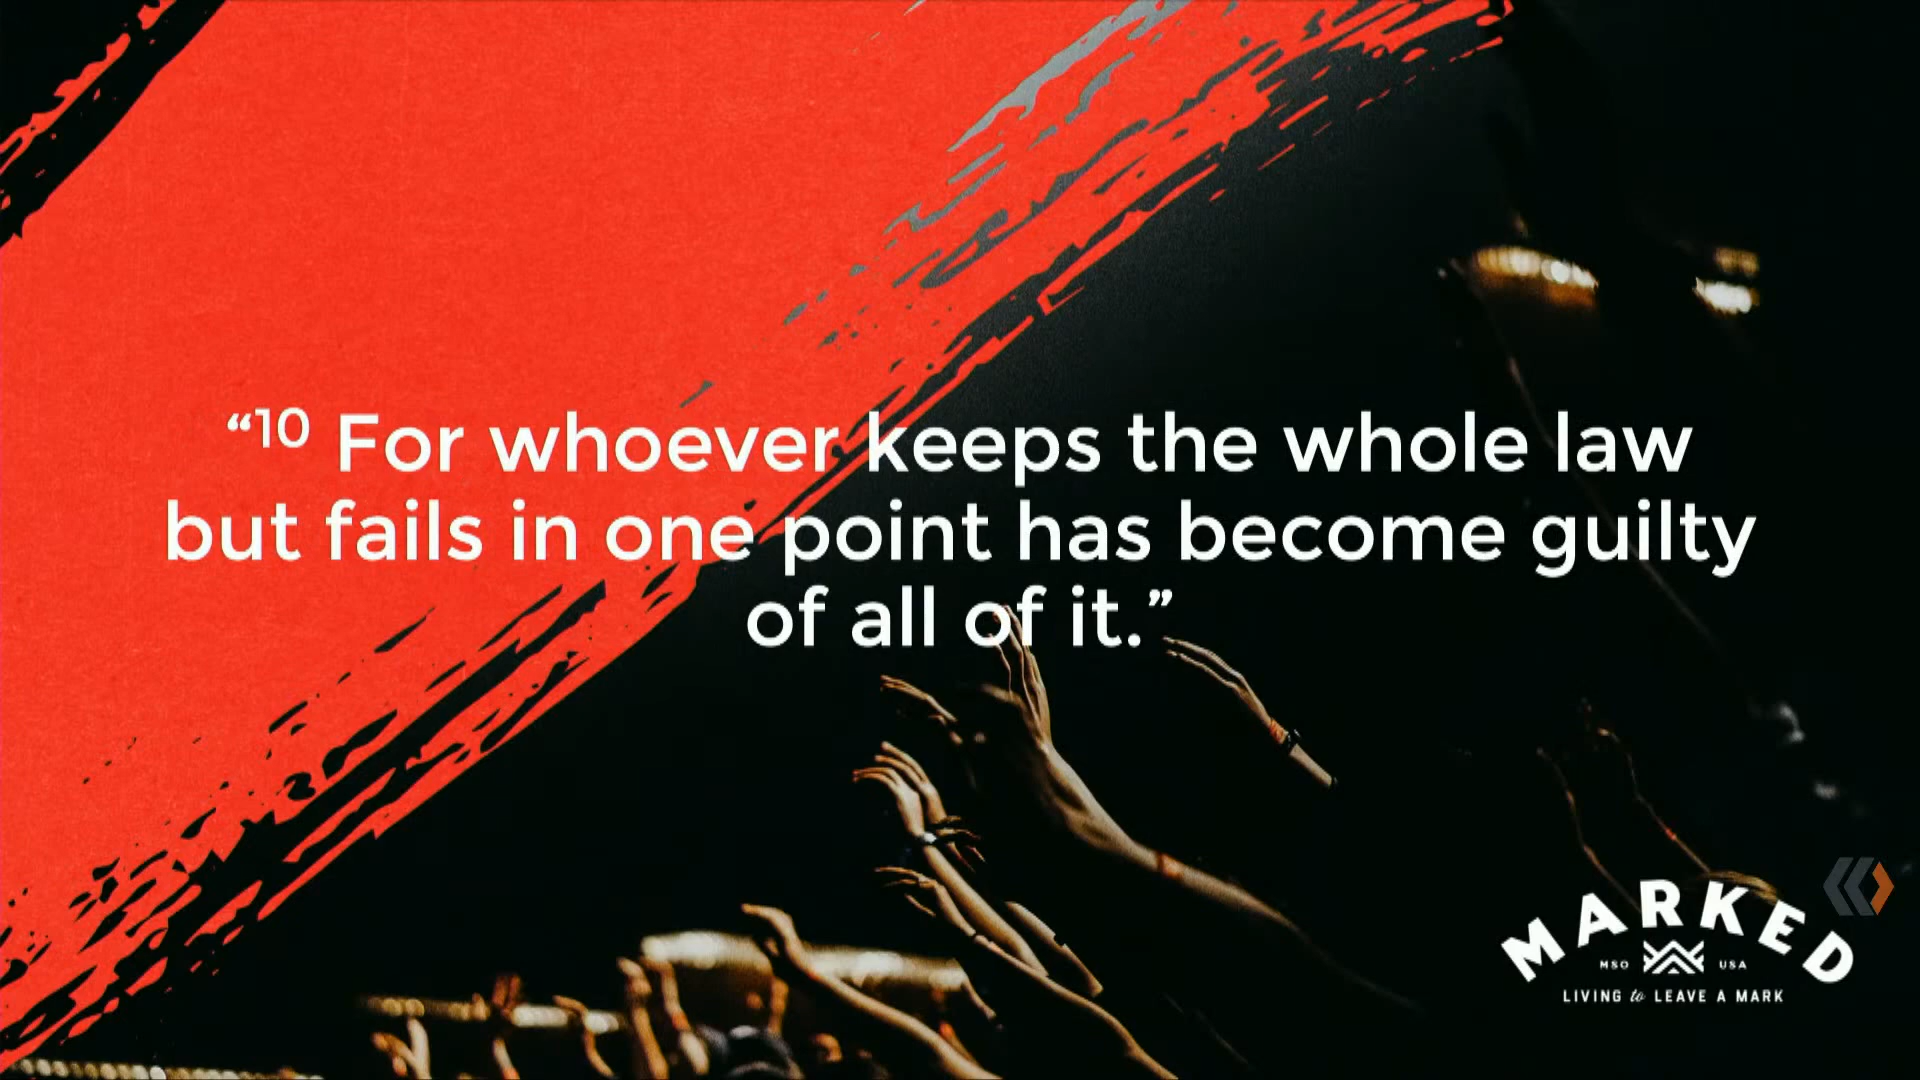 “10 For whoever keeps the whole law
but fails in one point has become guilty
of all of it.”
MARKED
MSO USA
LIVING to LEAVE A MARK